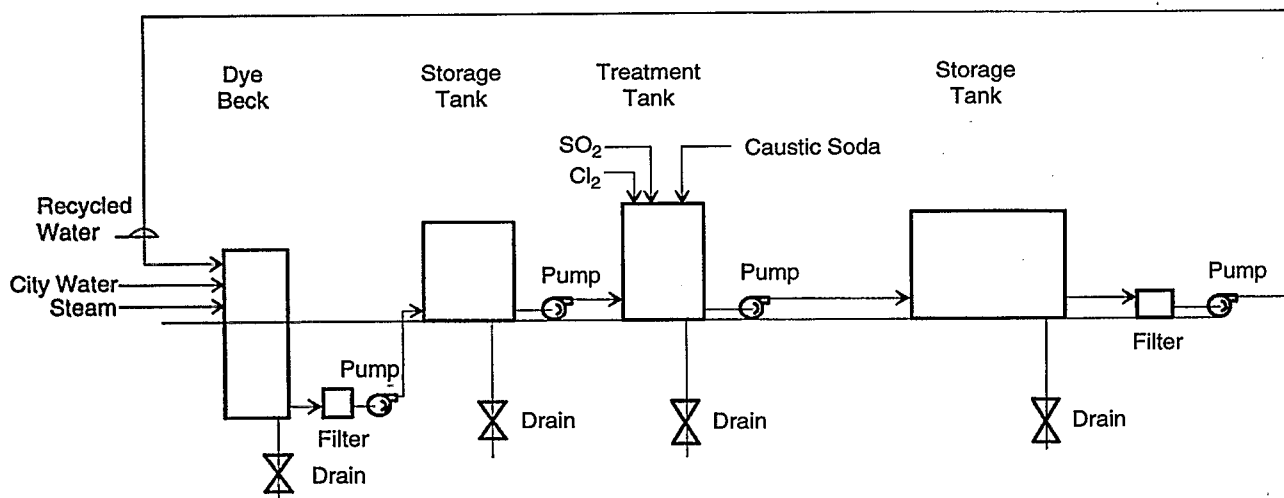 Dye
Beck
Storage
Tank
Treatment
Tank
Storage
Tank
SO₂
Cl₂
Caustic Soda
Recycled
Water
City Water
Steam
Pump
Pump
Pump
Pump
Filter
Filter
Drain
Drain
Drain
Drain